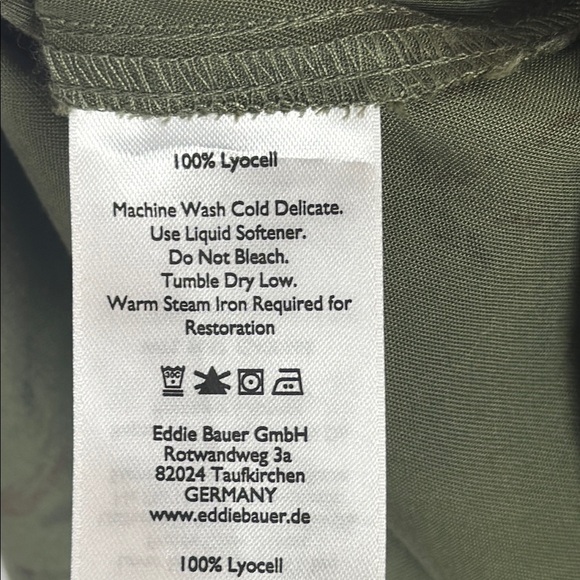 100% Lyocell
Machine Wash Cold Delicate.
Use Liquid Softener.
Do Not Bleach.
Tumble Dry Low.
Warm Steam Iron Required for
Restoration
30C
Eddie Bauer GmbH
Rotwandweg 3a
82024 Taufkirchen
GERMANY
www.eddiebauer.de
100% Lyocell